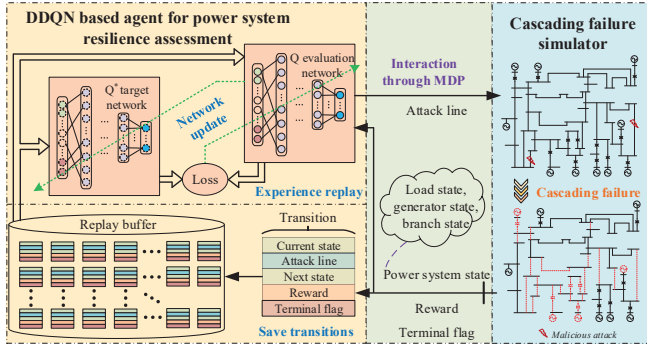 DDQN based agent for power system
resilience assessment
Q* target
network
Q evaluation
network
Network
update
Loss
Experience replay
Replay buffer
Transition
Current state
Attack line
Next state
Reward
Terminal flag
Save transitions
Interaction
through MDP
Attack line
Load state,
generator state,
branch state
Power system state
Reward
Terminal flag
Cascading failure
simulator
Cascading failure
Malicious attack